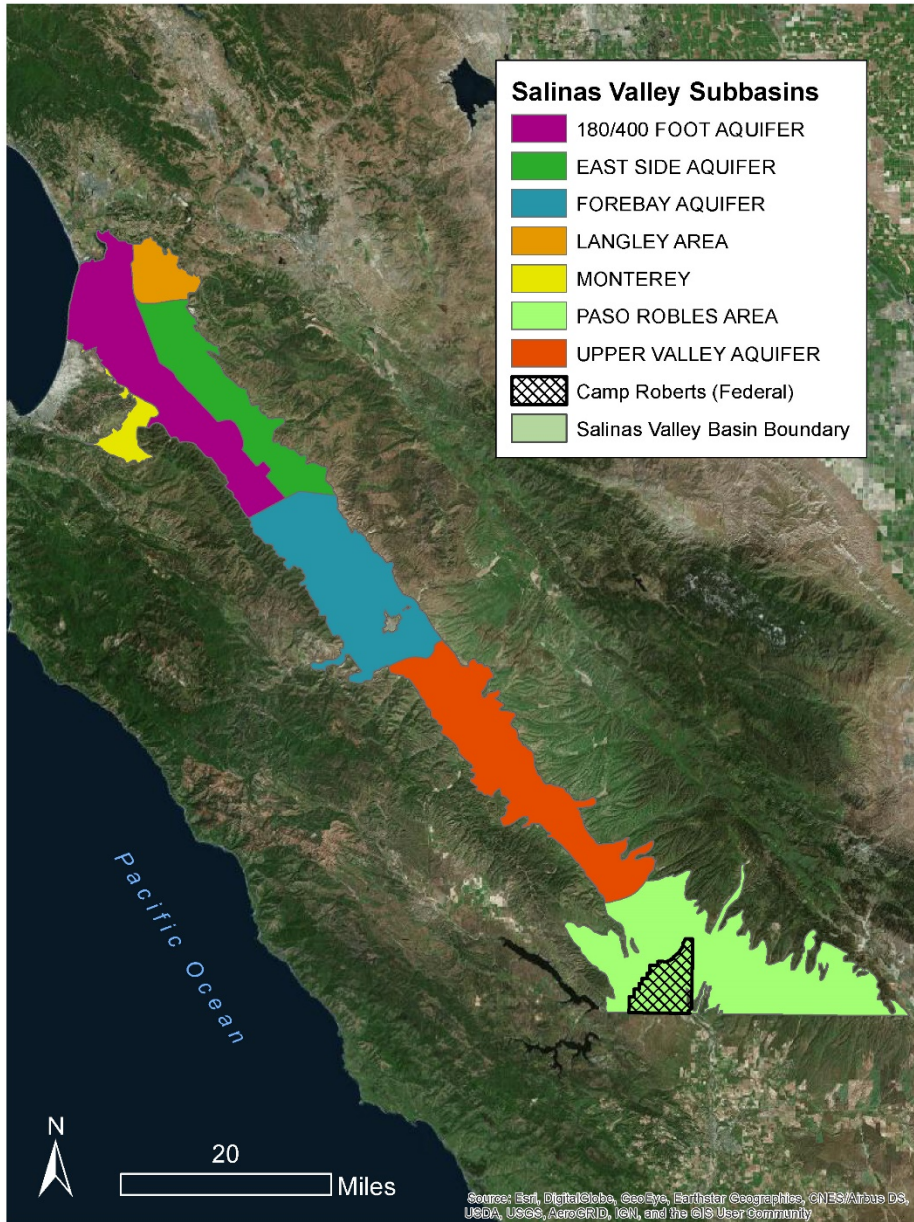 Salinas Valley Subbasins
180/400 FOOT AQUIFER
EAST SIDE AQUIFER
FOREBAY AQUIFER
LANGLEY AREA
MONTEREY
PASO ROBLES AREA
UPPER VALLEY AQUIFER
Camp Roberts (Federal)
Salinas Valley Basin Boundary
Pacific Ocean
N
20
Miles
Source: Esri, DigitalGlobe, GeoEye, Earthstar Geographics, CNES/Airbus DS,
USDA, USGS, AeroGRID, IGN, and the GIS User Community